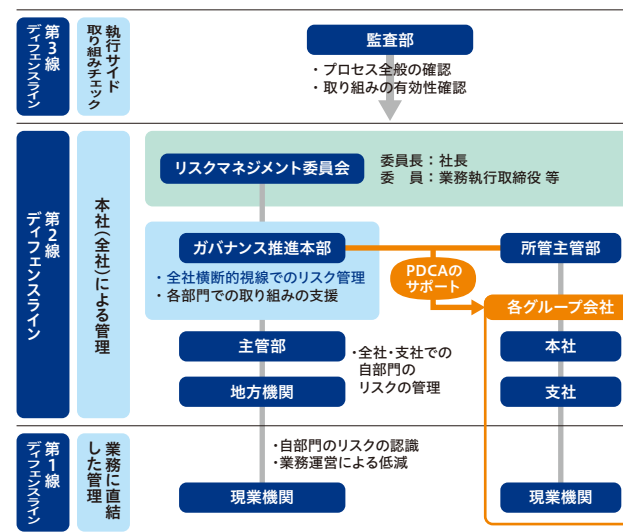 第3線
ディフェンスライン
執行サイド
取り組みチェック
監査部
・プロセス全般の確認
・取り組みの有効性確認
第2線
ディフェンスライン
本社(全社)による管理
リスクマネジメント委員会
委員長：社長
委　員：業務執行取締役 等
ガバナンス推進本部
・全社横断的視線でのリスク管理
・各部門での取り組みの支援
PDCAの
サポート
所管主管部
各グループ会社
主管部
地方機関
・全社・支社での
自部門の
リスクの管理
本社
支社
第1線
ディフェンスライン
業務に直結
した管理
・自部門のリスクの認識
・業務運営による低減
現業機関
現業機関